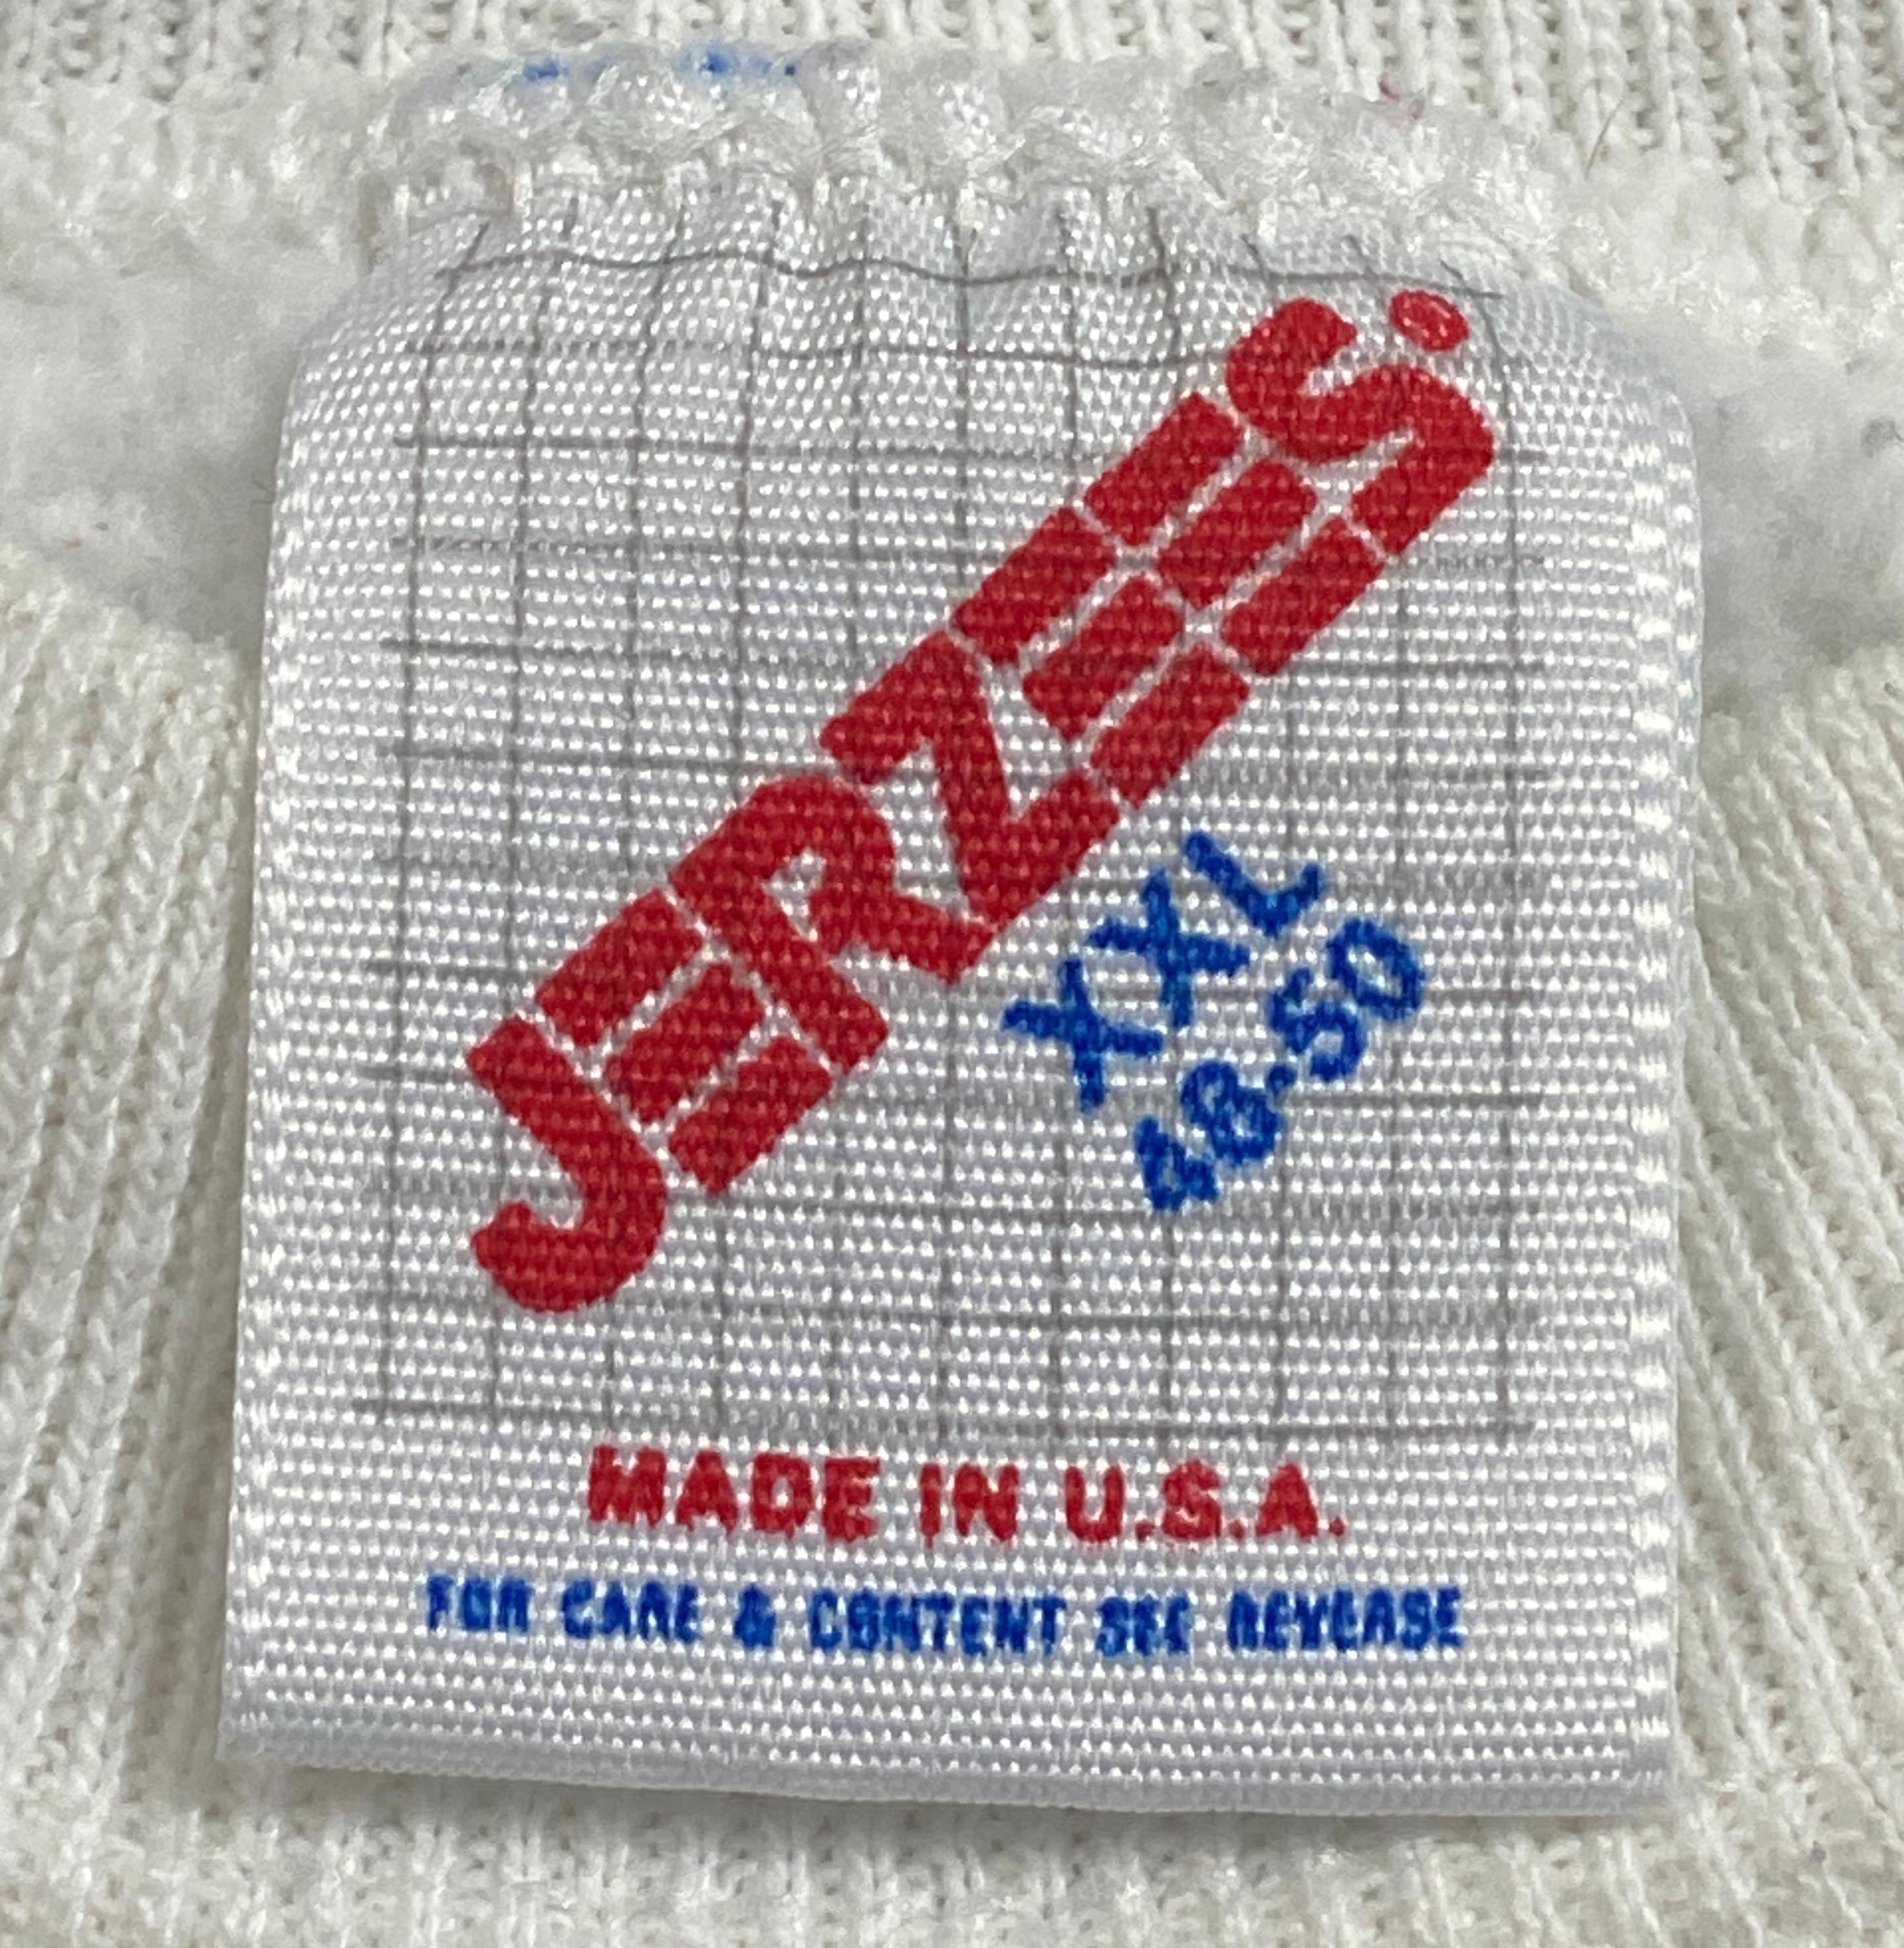 JERZEES
XXL
48-50
MADE IN U.S.A.
FOR CARE & CONTENT SEE REVERSE